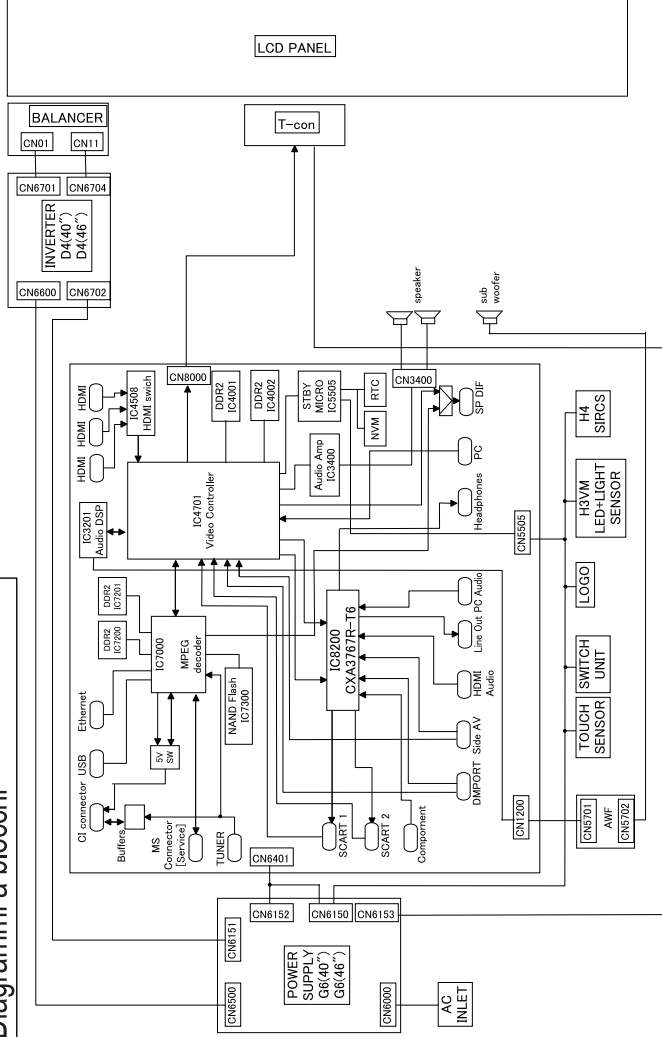 Diagrammi a blocchi
LCD PANEL
BALANCER
CN01
CN11
T-con
CN6701
CN6704
INVERTER
D4(40″)
D4(46″)
CN6600
CN6702
speaker
sub
woofer
HDMI
HDMI
HDMI
IC4508
HDMI swich
CN8000
DDR2
IC4001
DDR2
IC4002
STBY
MICRO
IC5505
RTC
NVM
CN3400
SP DIF
IC3201
Audio DSP
IC4701
Video Controller
Audio Amp
IC3400
PC
Headphones
CN5505
H4
SIRCS
H3VM
LED+LIGHT
SENSOR
DDR2
IC7201
DDR2
IC7200
IC7000
MPEG
decoder
NAND Flash
IC7300
IC8200
CXA3767R-T6
PC Audio
Line Out
HDMI
Audio
Side AV
DMPORT
LOGO
SWITCH
UNIT
TOUCH
SENSOR
Ethernet
USB
CI connector
5V
SW
Buffers
MS
Connector
[Service]
TUNER
SCART 1
SCART 2
Compornent
CN1200
CN5701
AWF
CN5702
CN6401
CN6151
CN6152
CN6150
CN6153
CN6500
POWER
SUPPLY
G6(40″)
G6(46″)
CN6000
AC
INLET